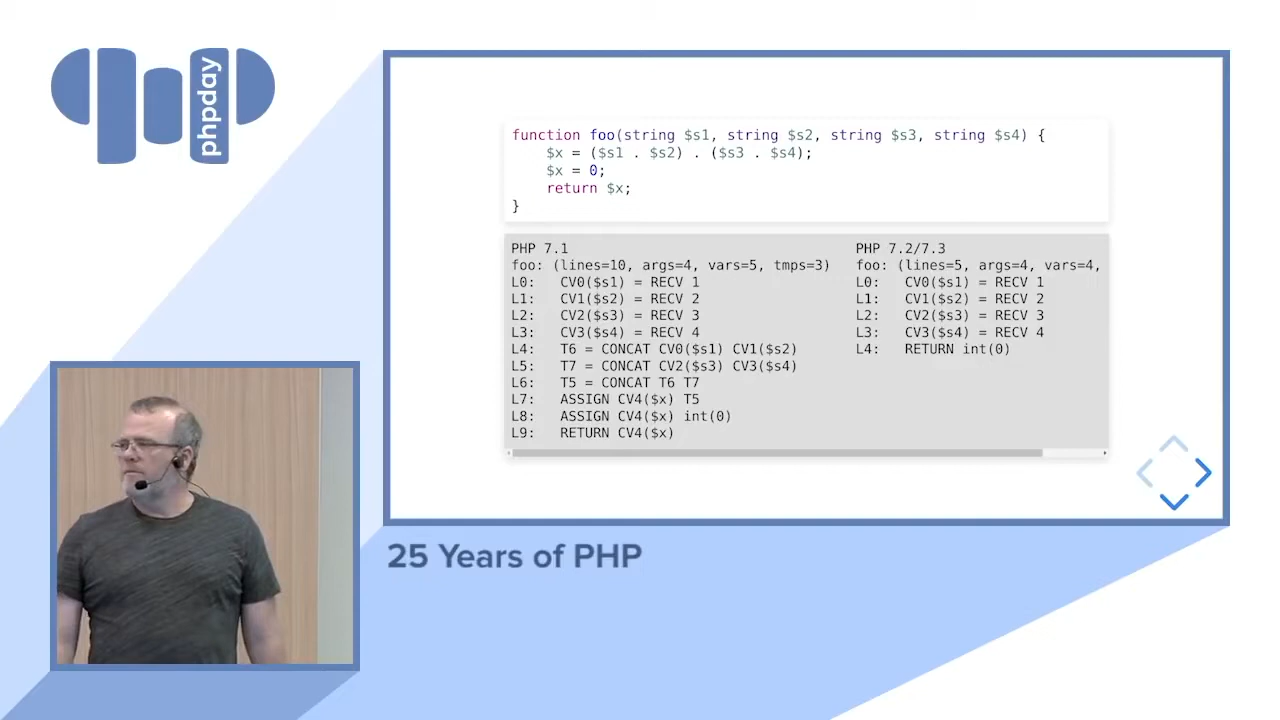 phpday
function foo(string $s1, string $s2, string $s3, string $s4) {
    $x = ($s1 . $s2) . ($s3 . $s4);
    $x = 0;
    return $x;
}
PHP 7.1
foo: (lines=10, args=4, vars=5, tmps=3)
L0:   CV0($s1) = RECV 1
L1:   CV1($s2) = RECV 2
L2:   CV2($s3) = RECV 3
L3:   CV3($s4) = RECV 4
L4:   T6 = CONCAT CV0($s1) CV1($s2)
L5:   T7 = CONCAT CV2($s3) CV3($s4)
L6:   T5 = CONCAT T6 T7
L7:   ASSIGN CV4($x) T5
L8:   ASSIGN CV4($x) int(0)
L9:   RETURN CV4($x)
PHP 7.2/7.3
foo: (lines=5, args=4, vars=4,
L0:   CV0($s1) = RECV 1
L1:   CV1($s2) = RECV 2
L2:   CV2($s3) = RECV 3
L3:   CV3($s4) = RECV 4
L4:   RETURN int(0)
25 Years of PHP